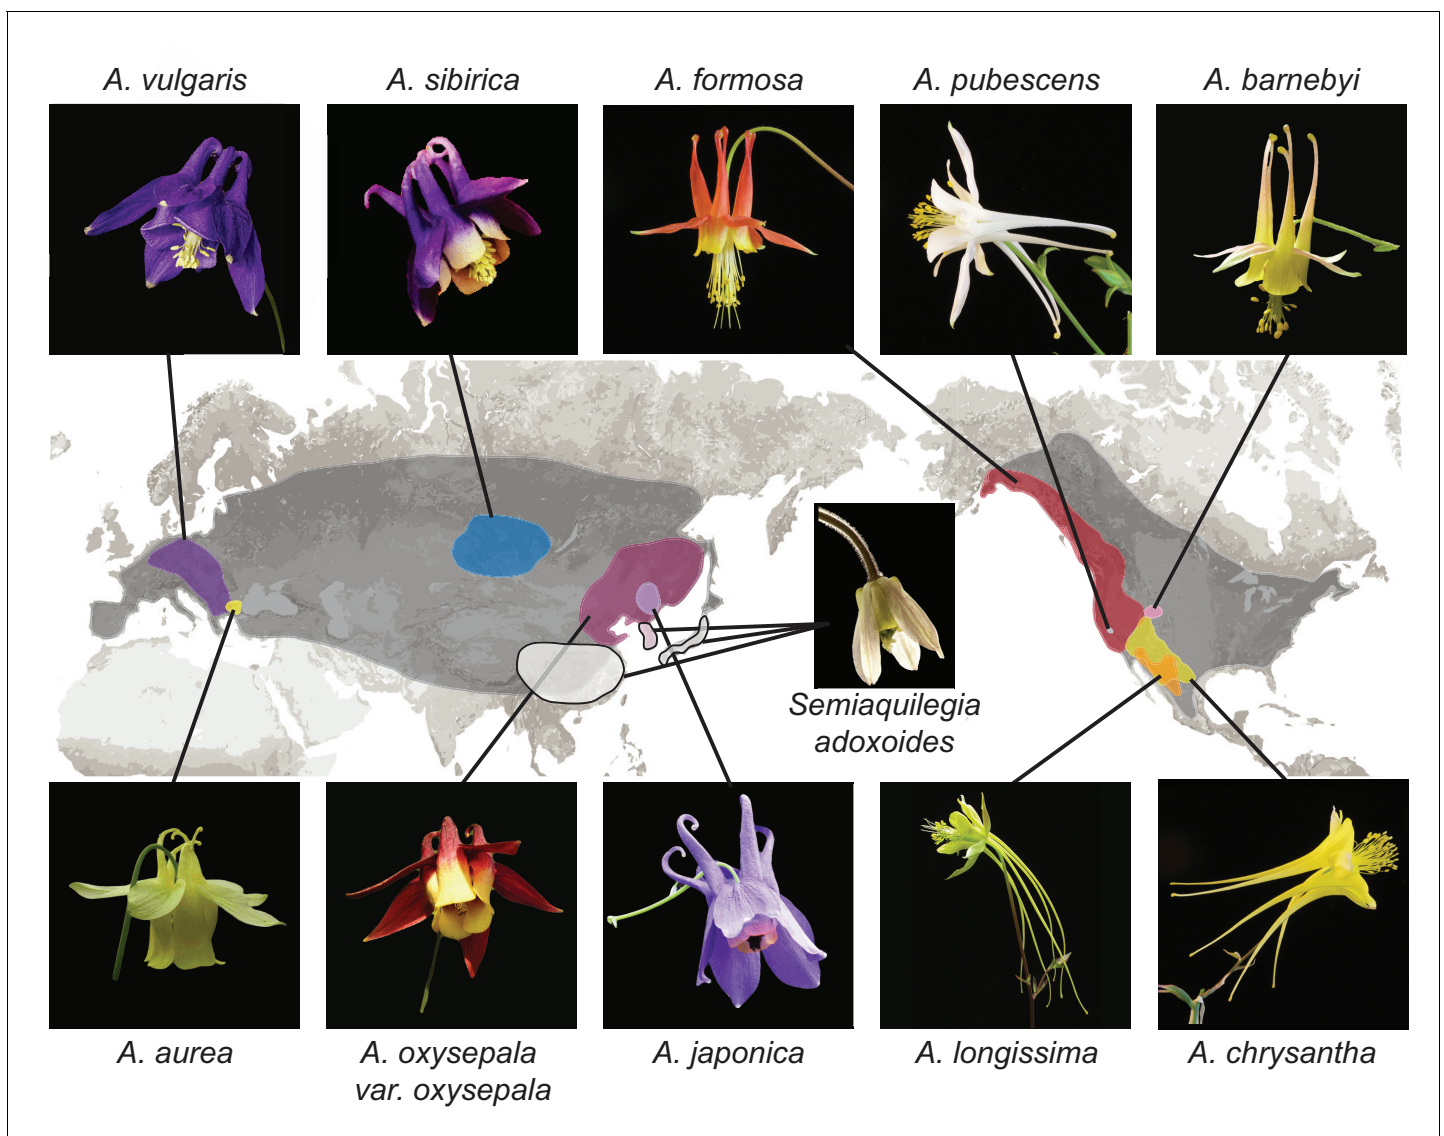 A. vulgaris
A. sibirica
A. formosa
A. pubescens
A. barnebyi
Semiaquilegia
adoxoides
A. aurea
A. oxysepala
var. oxysepala
A. japonica
A. longissima
A. chrysantha